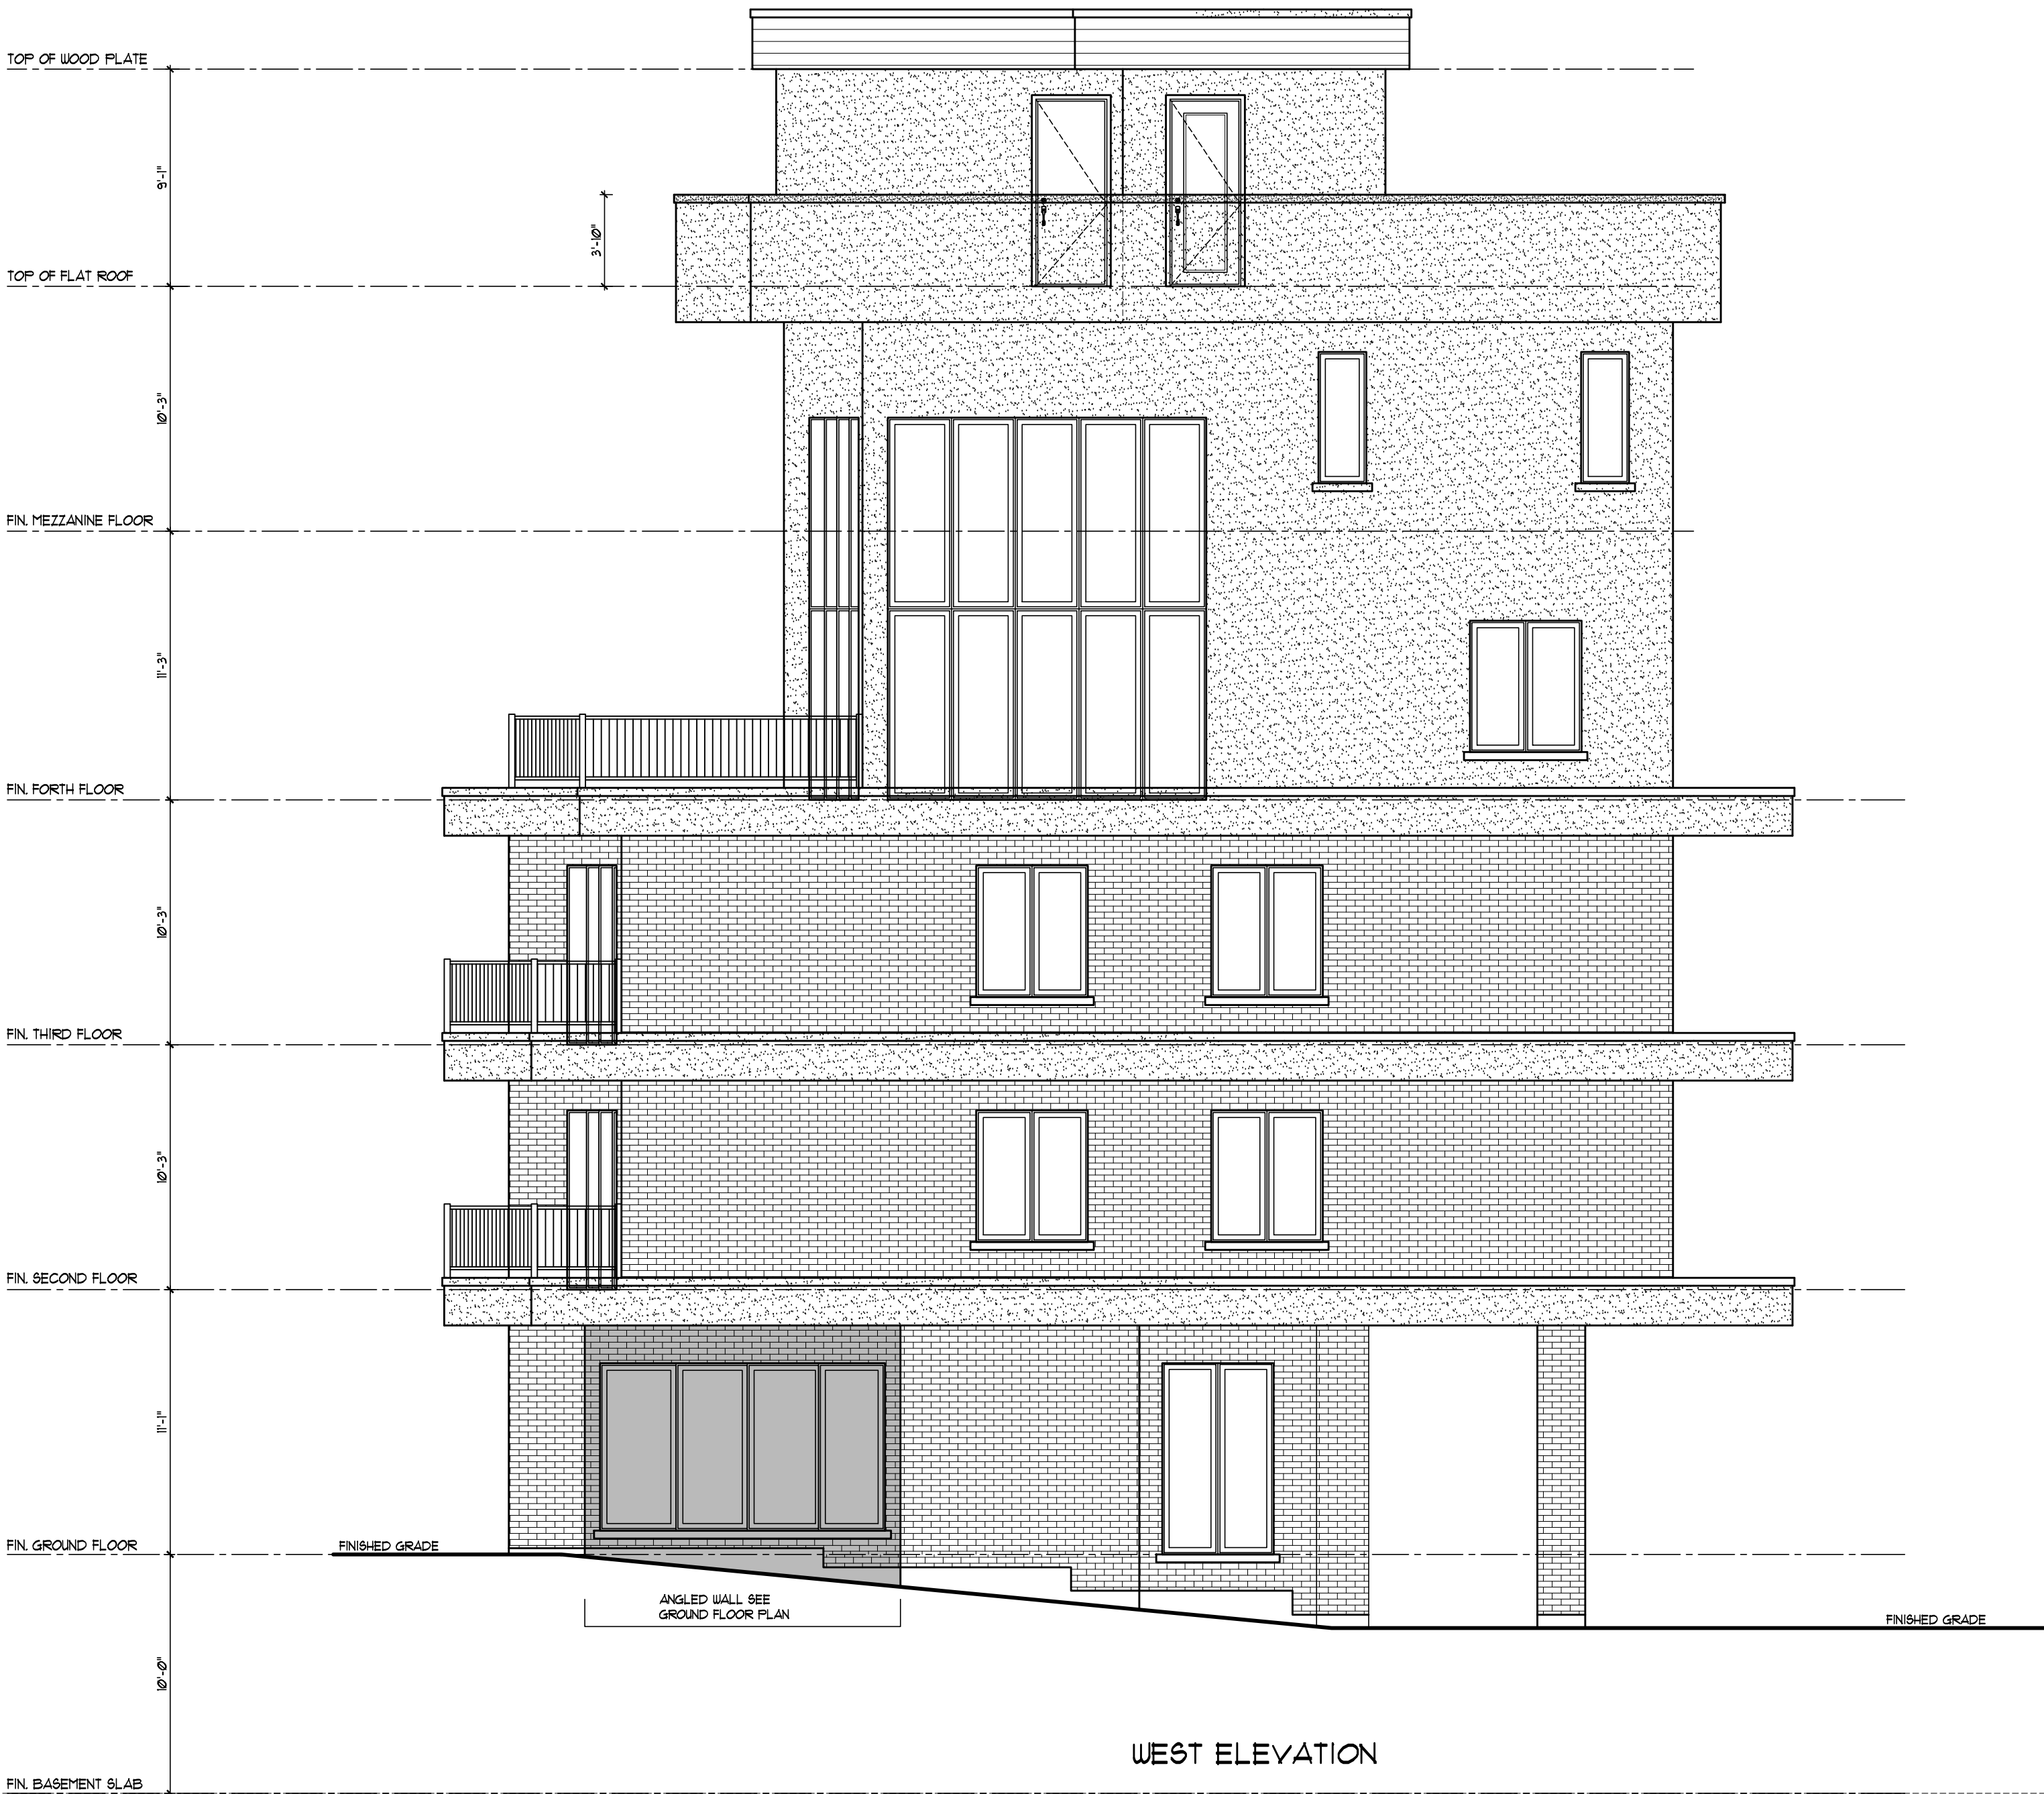 TOP OF WOOD PLATE
9'-1"
3'-10"
TOP OF FLAT ROOF
10'-3"
FIN. MEZZANINE FLOOR
11'-3"
FIN. FORTH FLOOR
10'-3"
FIN. THIRD FLOOR
10'-3"
FIN. SECOND FLOOR
11'-1"
FIN. GROUND FLOOR
FINISHED GRADE
ANGLED WALL SEE
GROUND FLOOR PLAN
FINISHED GRADE
10'-0"
WEST ELEVATION
FIN. BASEMENT SLAB